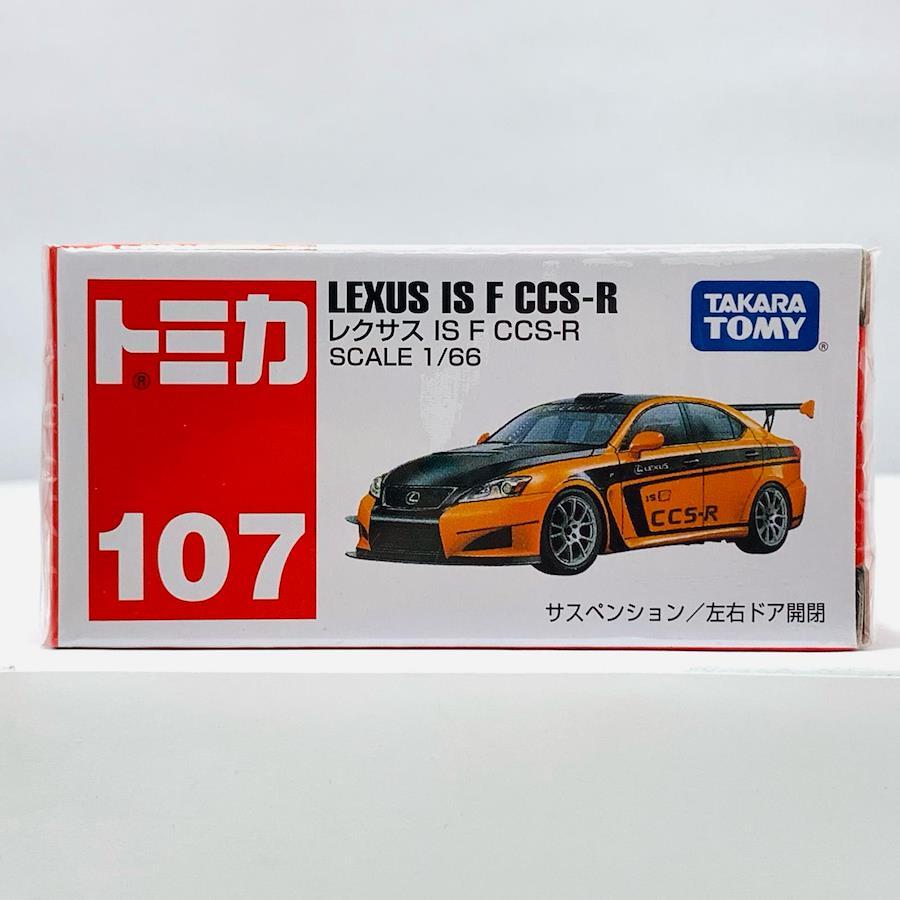 トミカ
®
107
LEXUS IS F CCS-R
レクサス IS F CCS-R
SCALE 1/66
TAKARA
TOMY
®
LEXUS
IS F
CCS-R
サスペンション／左右ドア開閉